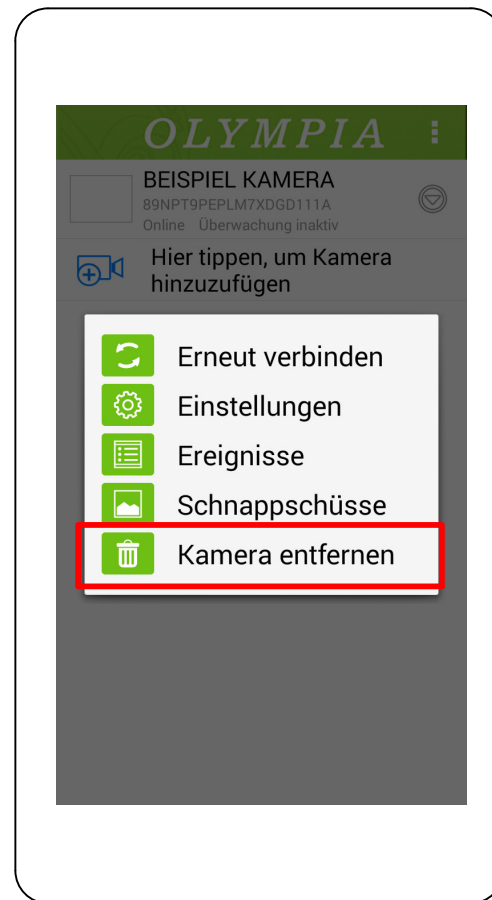 OLYMPIA
BEISPIEL KAMERA
89NPT9PEPLM7XDGD111A
Online Überwachung inaktiv
Hier tippen, um Kamera
hinzuzufügen
Erneut verbinden
Einstellungen
Ereignisse
Schnappschüsse
Kamera entfernen